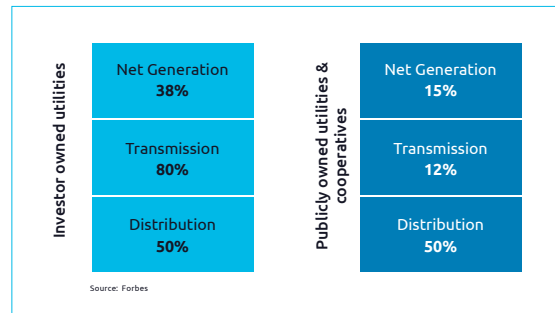 Investor owned utilities
Net Generation
38%
Transmission
80%
Distribution
50%
Publicly owned utilities &
cooperatives
Net Generation
15%
Transmission
12%
Distribution
50%
Source: Forbes